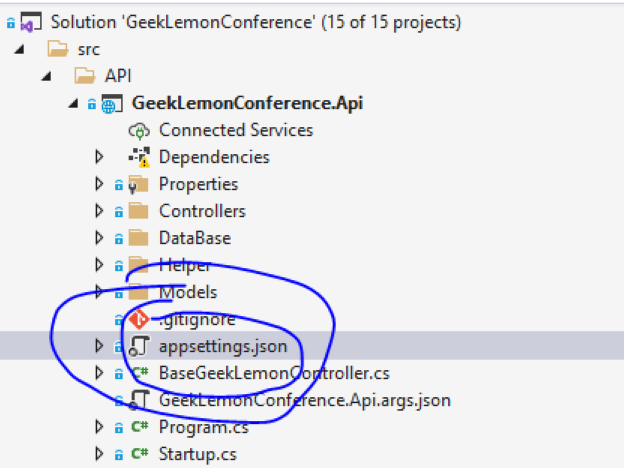 Solution 'GeekLemonConference' (15 of 15 projects)
src
API
GeekLemonConference.Api
Connected Services
Dependencies
Properties
Controllers
DataBase
Helper
Models
.gitignore
appsettings.json
C# BaseGeekLemonController.cs
GeekLemonConference.Api.args.json
C# Program.cs
C# Startup.cs